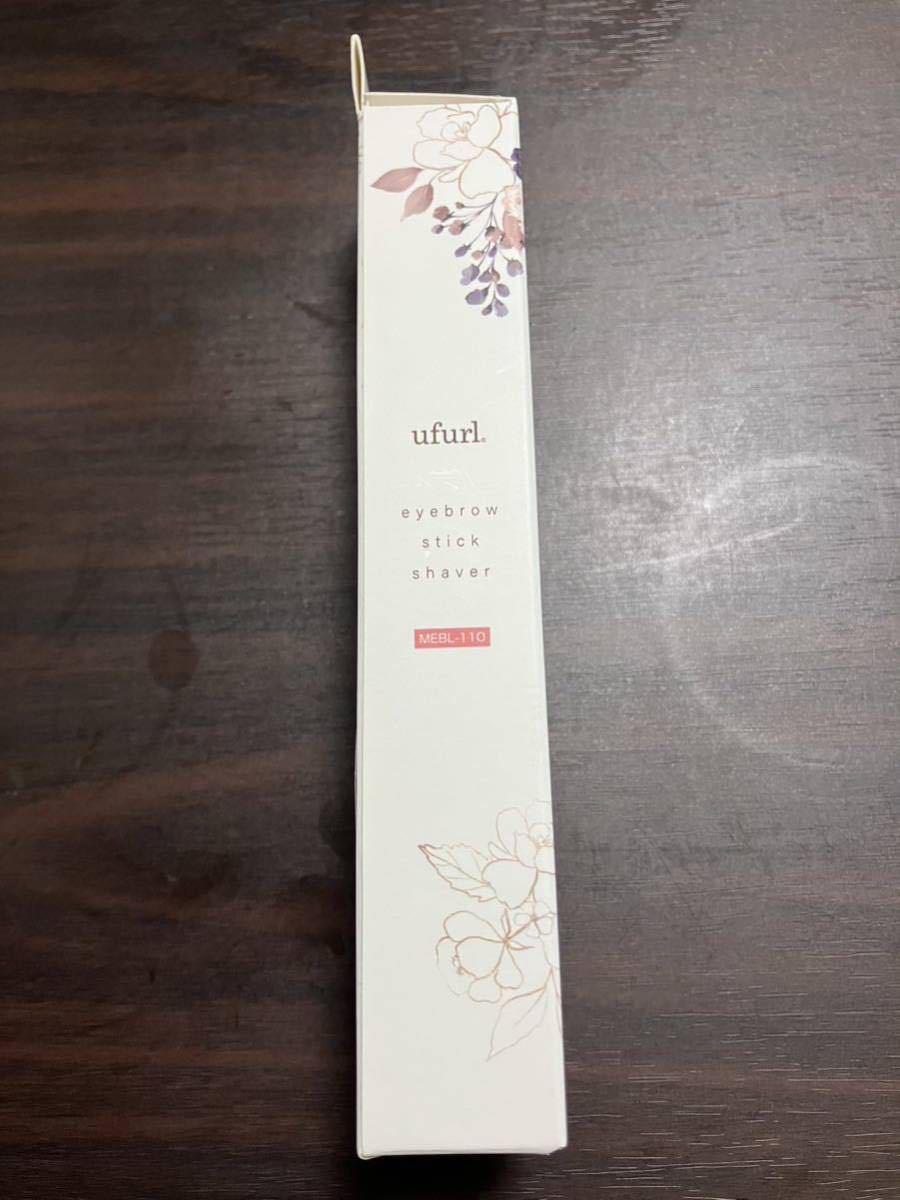 ufurl®
eyebrow
stick
shaver
MEBL-110